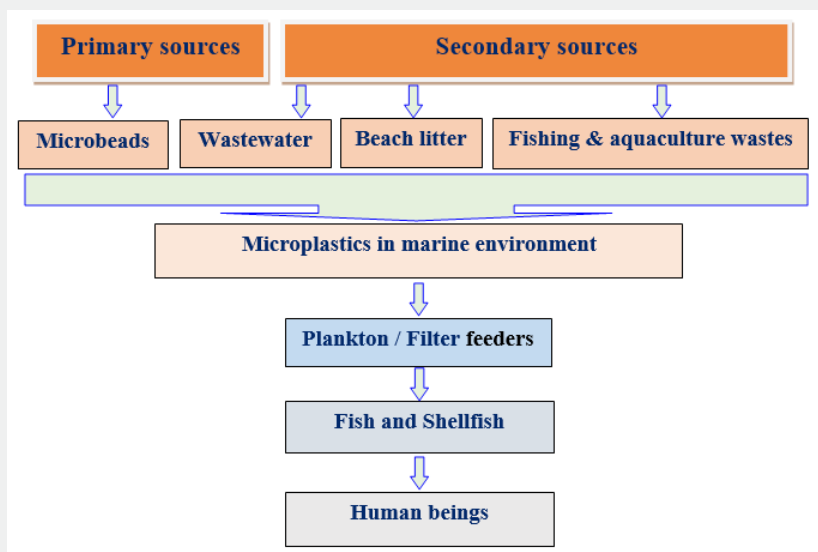 Primary sources
Secondary sources
Microbeads
Wastewater
Beach litter
Fishing & aquaculture wastes
Microplastics in marine environment
Plankton / Filter feeders
Fish and Shellfish
Human beings